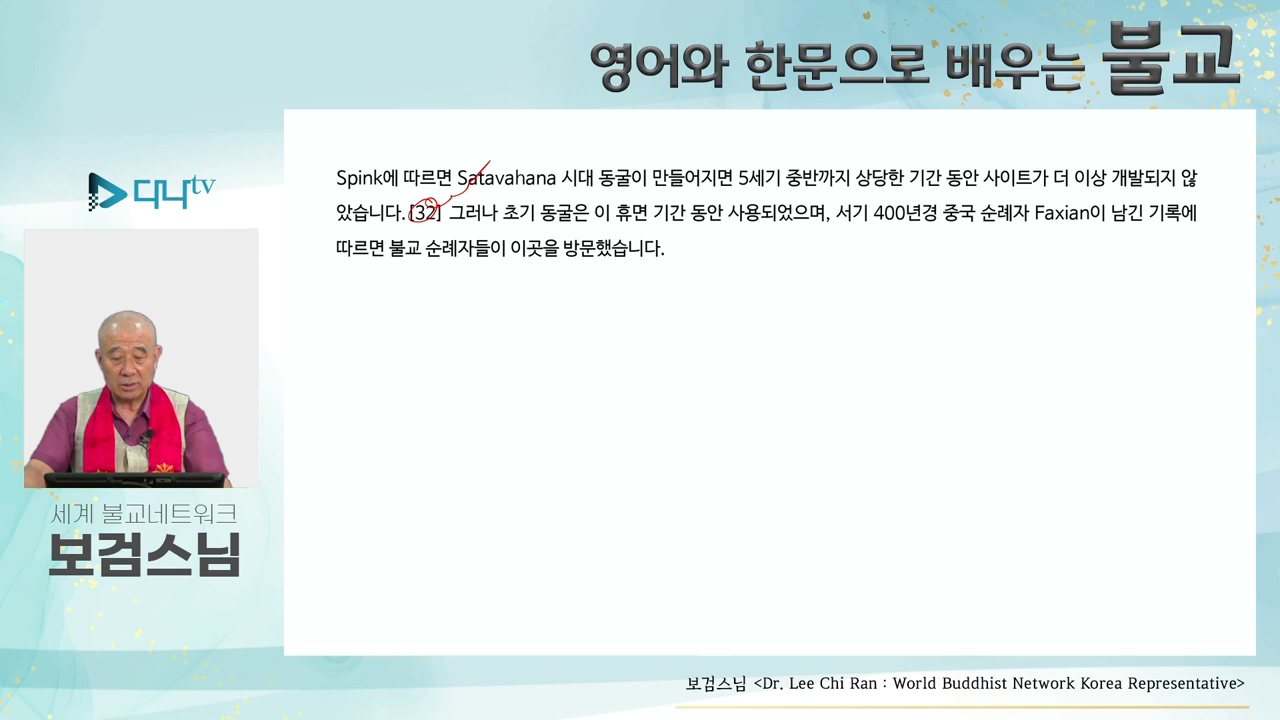 영어와 한문으로 배우는 불교
디나tv
Spink에 따르면 Satavahana 시대 동굴이 만들어지면 5세기 중반까지 상당한 기간 동안 사이트가 더 이상 개발되지 않
았습니다. [32] 그러나 초기 동굴은 이 휴면 기간 동안 사용되었으며, 서기 400년경 중국 순례자 Faxian이 남긴 기록에
따르면 불교 순례자들이 이곳을 방문했습니다.
세계 불교네트워크
보검스님
보검스님 <Dr. Lee Chi Ran : World Buddhist Network Korea Representative>